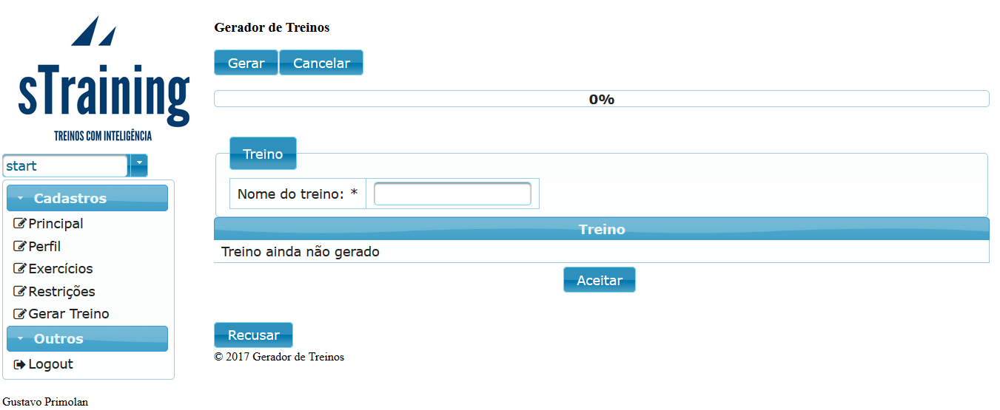 sTraining
TREINOS COM INTELIGÊNCIA
start
Cadastros
Principal
Perfil
Exercícios
Restrições
Gerar Treino
Outros
Logout
Gustavo Primolan
Gerador de Treinos
Gerar Cancelar
0%
Treino
Nome do treino: *
Treino
Treino ainda não gerado
Aceitar
Recusar
© 2017 Gerador de Treinos